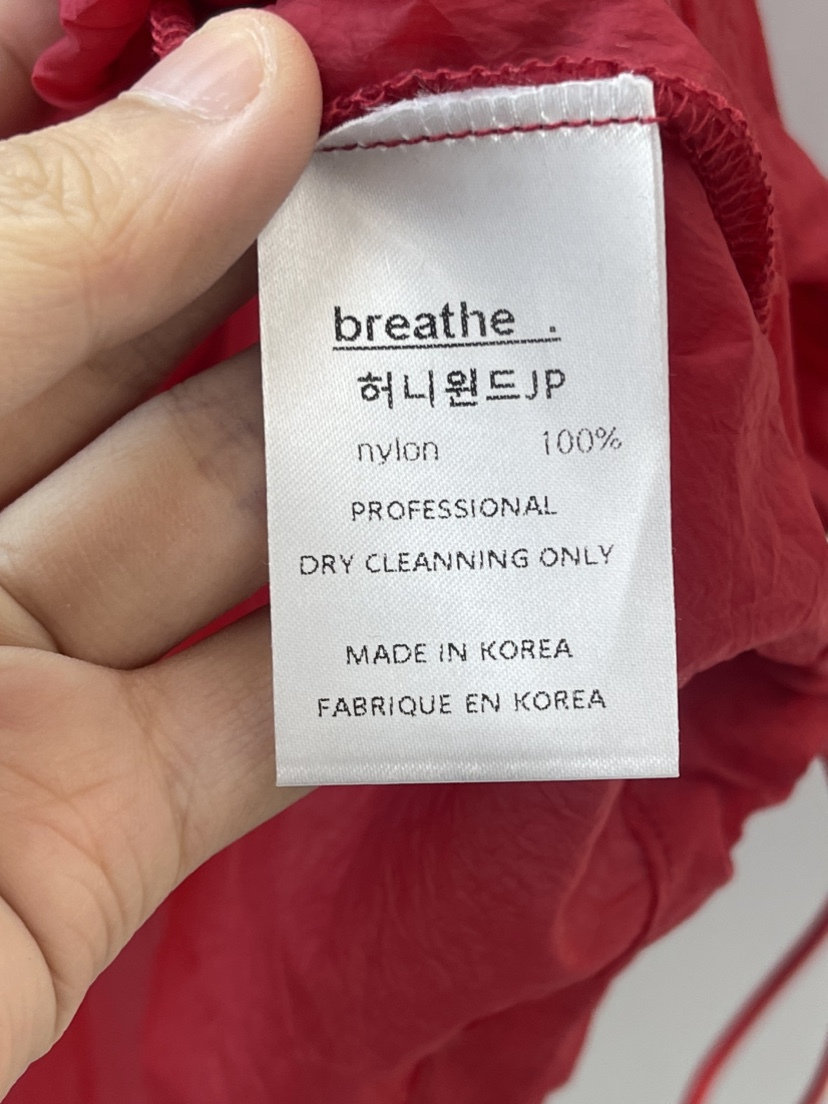 breathe .
허니윈드JP
nylon 100%
PROFESSIONAL
DRY CLEANNING ONLY
MADE IN KOREA
FABRIQUE EN KOREA